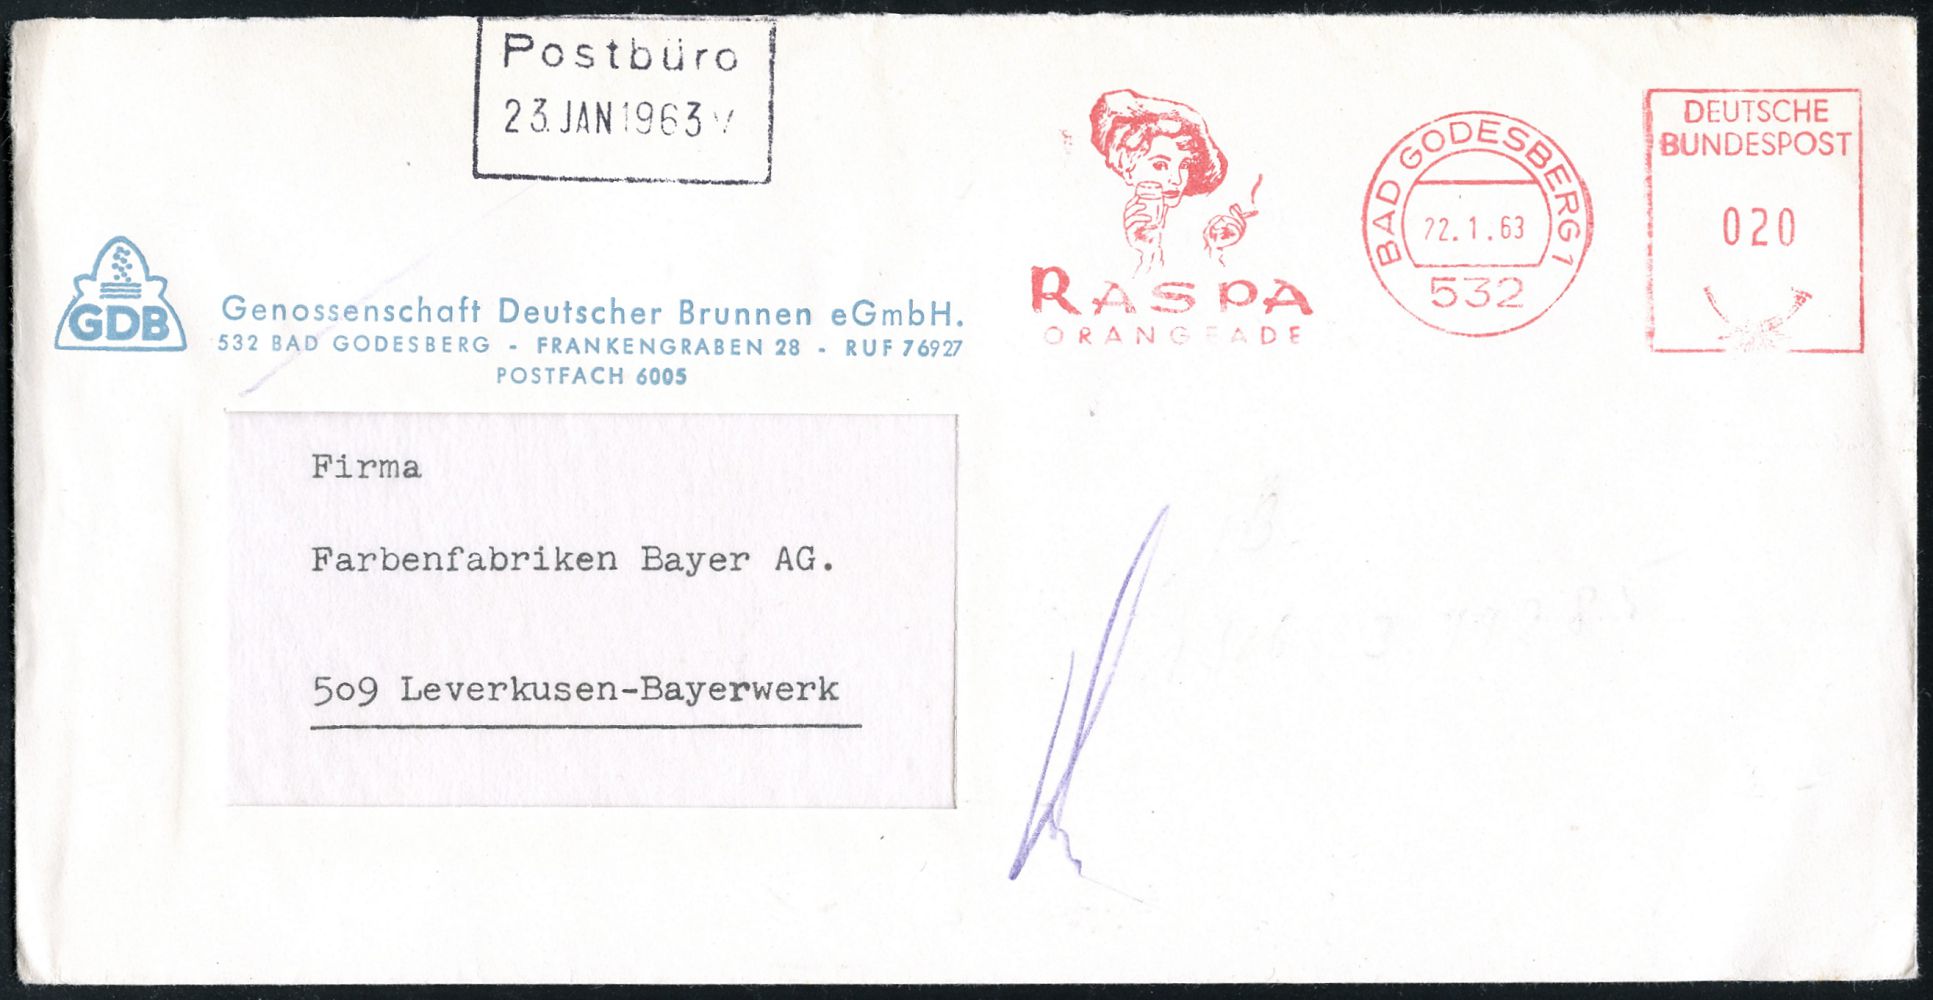 Postbüro
23.JAN 1963 V
GDB
Genossenschaft Deutscher Brunnen eGmbH.
532 BAD GODESBERG - FRANKENGRABEN 28 - RUF 76927
POSTFACH 6005
RASPA
ORANGEADE
BAD GODESBERG 1
22.1.63
532
DEUTSCHE
BUNDESPOST
020
Firma
Farbenfabriken Bayer AG.
509 Leverkusen-Bayerwerk